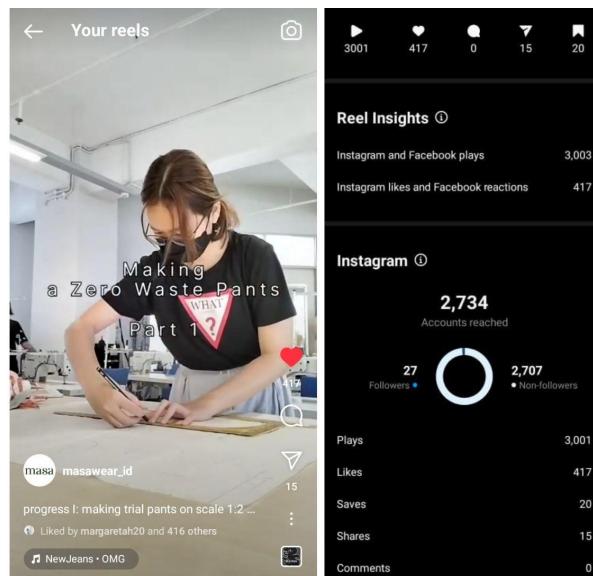 Your reels
Making
a Zero Waste Pants
Part 1
WHAT
?
417
15
masa
masawear_id
progress I: making trial pants on scale 1:2 ...
Liked by margaretah20 and 416 others
NewJeans • OMG
3001 417 0 15 20
Reel Insights
Instagram and Facebook plays 3,003
Instagram likes and Facebook reactions 417
Instagram
2,734
Accounts reached
27 2,707
Followers • • Non-followers
Plays 3,001
Likes 417
Saves 20
Shares 15
Comments 0